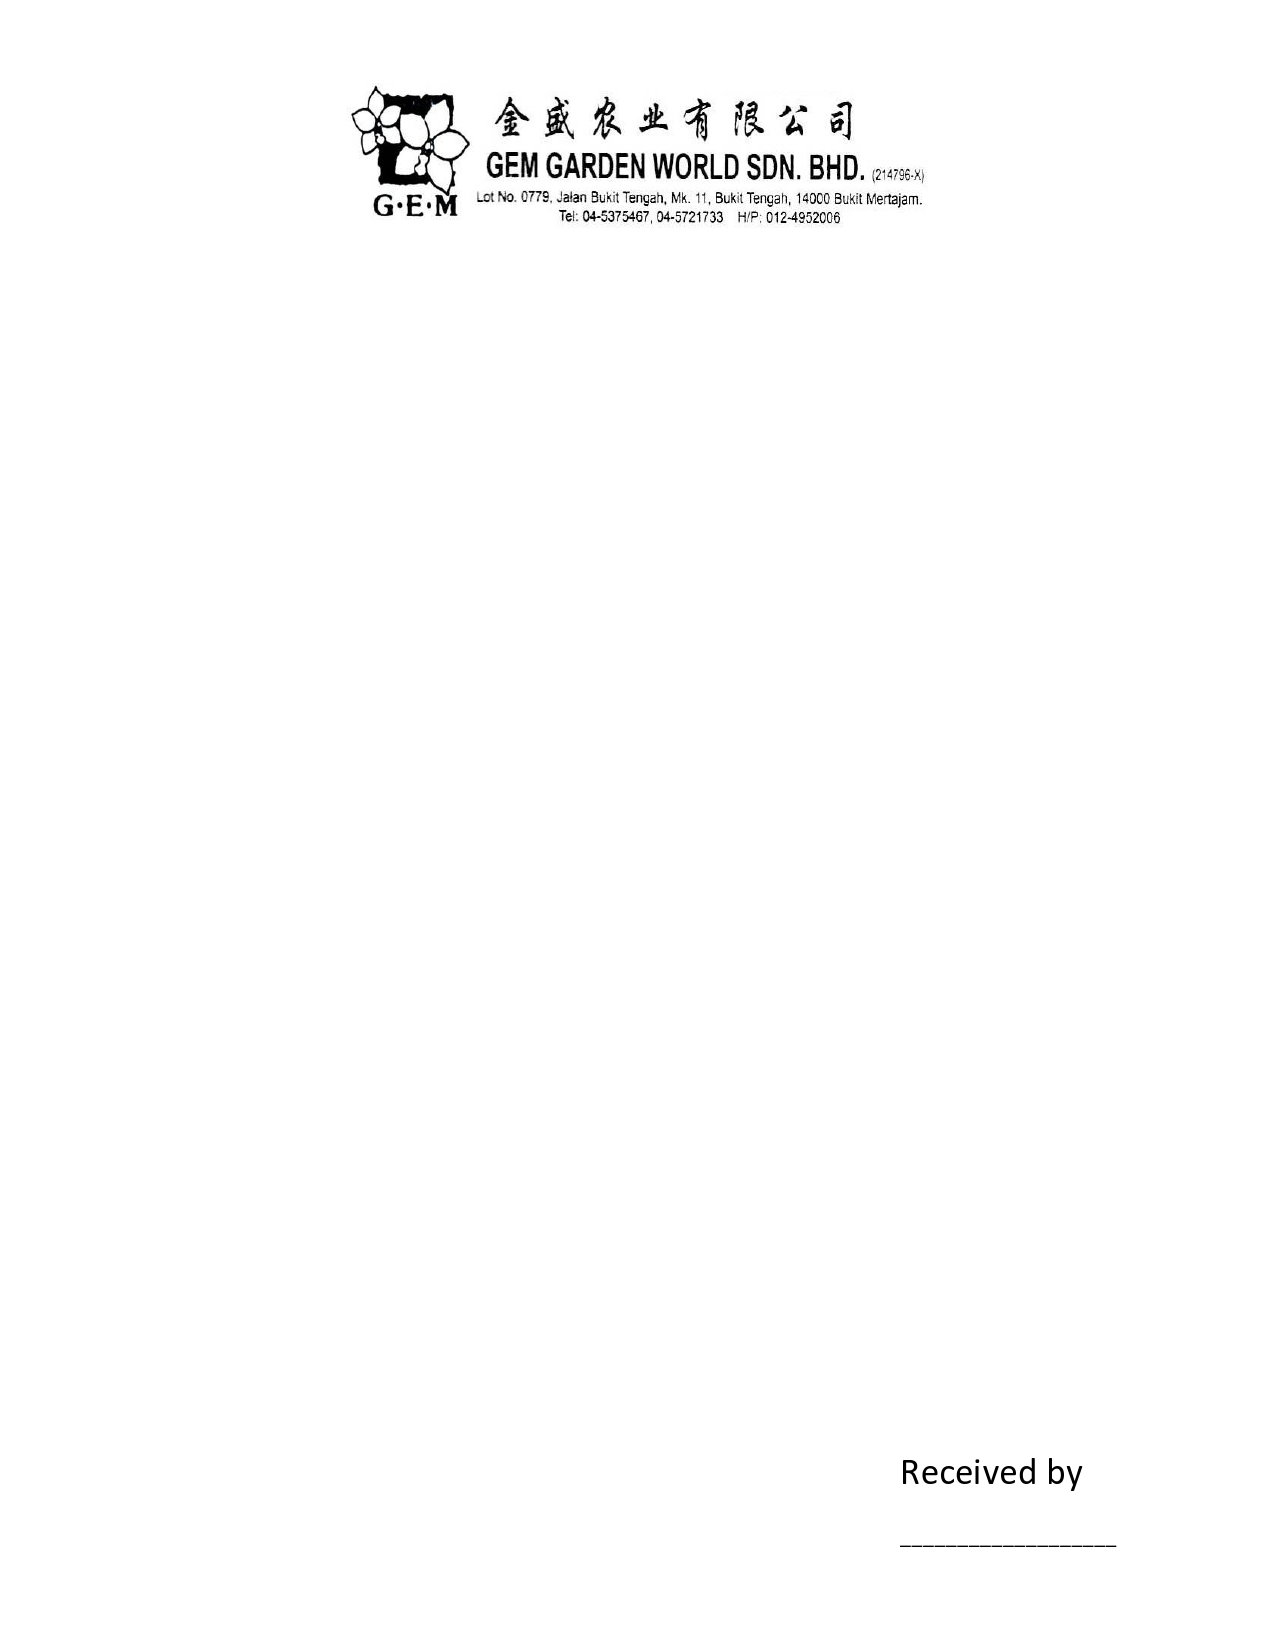 金盛农业有限公司
GEM GARDEN WORLD SDN. BHD. (214796-X)
G·E·M
Lot No. 0779, Jalan Bukit Tengah, Mk. 11, Bukit Tengah, 14000 Bukit Mertajam.
Tel: 04-5375467, 04-5721733 H/P: 012-4952006
Received by
___________________